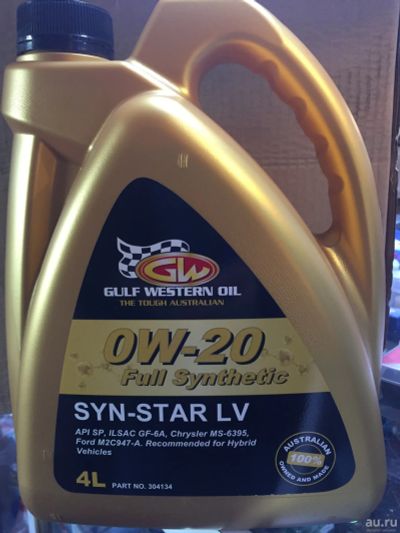 GW
GULF WESTERN OIL
THE TOUGH AUSTRALIAN
0W-20
Full Synthetic
SYN-STAR LV
API SP, ILSAC GF-6A, Chrysler MS-6395,
Ford M2C947-A. Recommended for Hybrid
Vehicles
4L PART NO. 304134
AUSTRALIAN
100%
OWNED AND MADE
au.ru